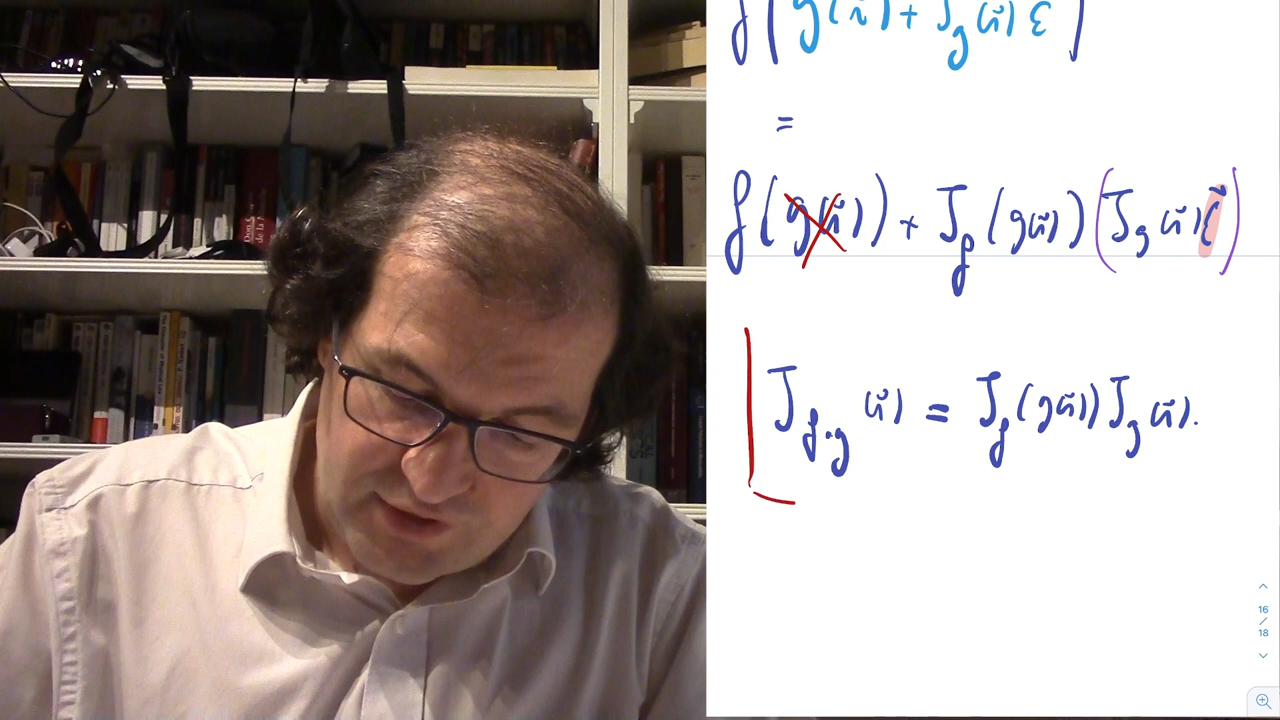 f(g(x̄) + J_g(x̄) ε)
=
f(g(x̄)) + J_f(g(x̄)) (J_g(x̄) ε̄)
J_{f∘g}(x̄) = J_f(g(x̄)) J_g(x̄).
16
/
18